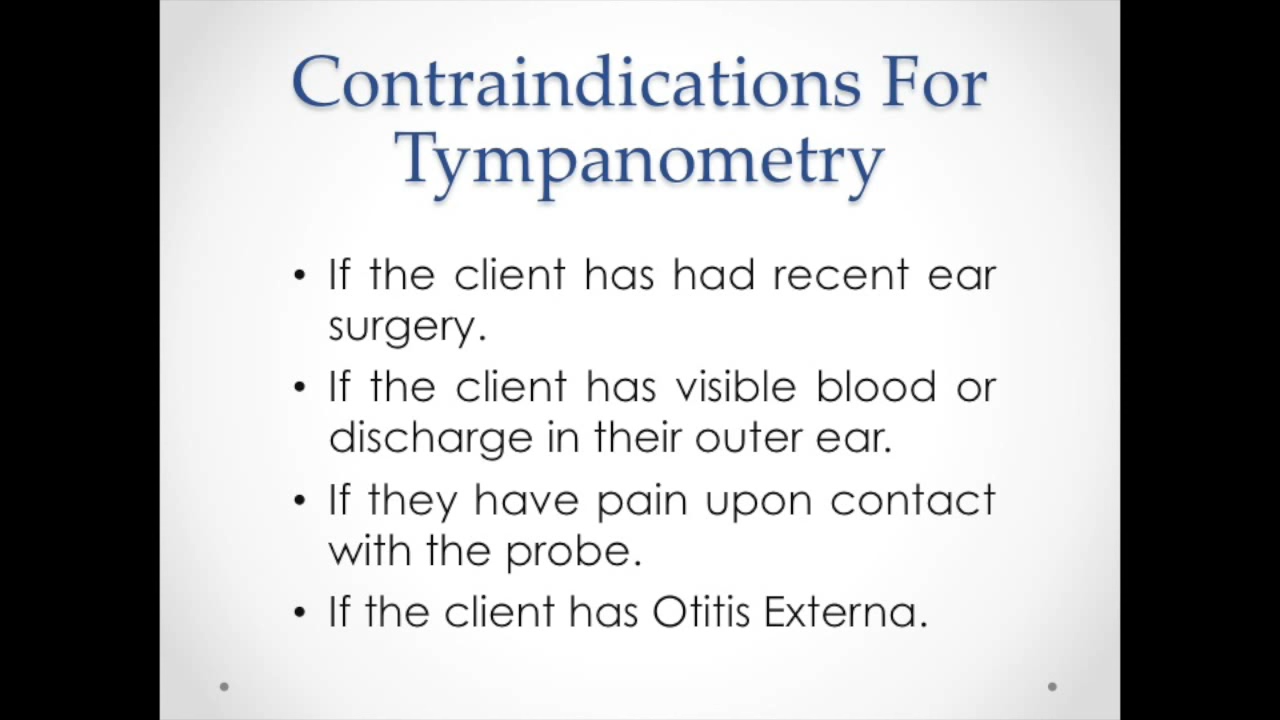 Contraindications For
Tympanometry
• If the client has had recent ear
surgery.
• If the client has visible blood or
discharge in their outer ear.
• If they have pain upon contact
with the probe.
• If the client has Otitis Externa.